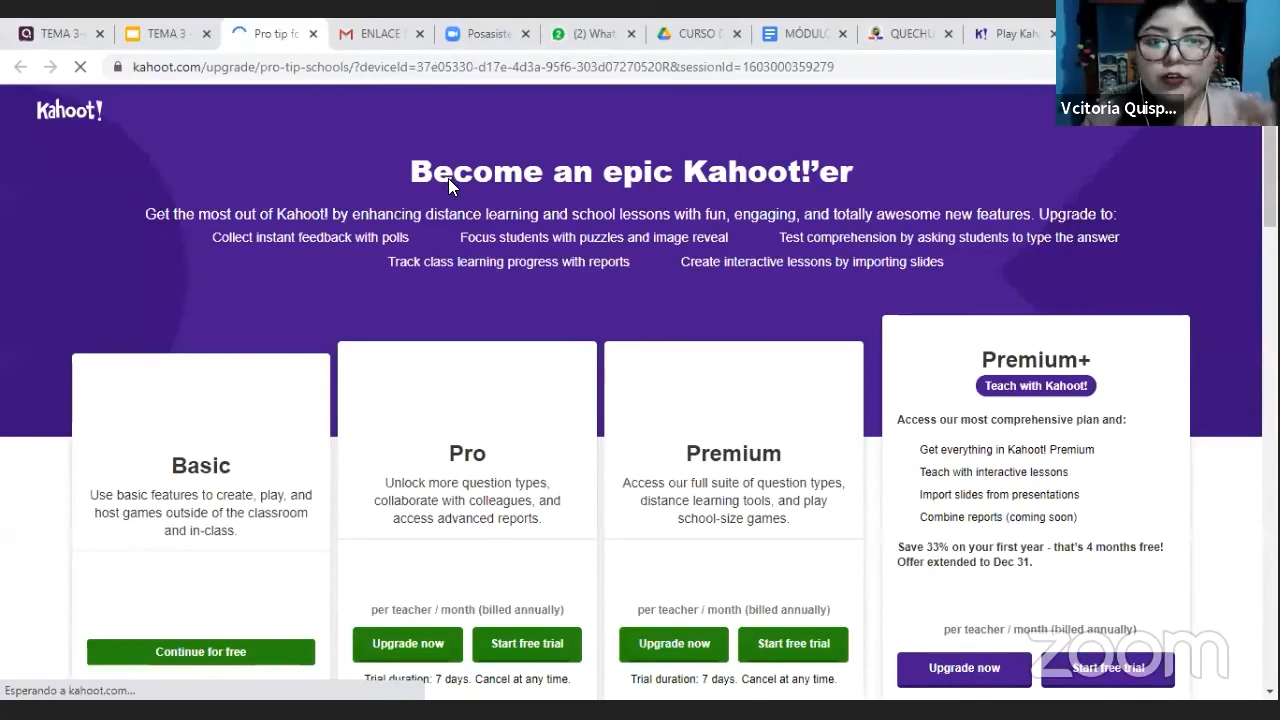 TEMA 3
TEMA 3 -
Pro tip fo
ENLACE
Posasiste
(2) What
CURSO
MÓDULO
QUECHU
Play Kah
kahoot.com/upgrade/pro-tip-schools/?deviceId=37e05330-d17e-4d3a-95f6-303d07270520R&sessionId=1603000359279
Vcitoria Quisp...
Kahoot!
Become an epic Kahoot!'er
Get the most out of Kahoot! by enhancing distance learning and school lessons with fun, engaging, and totally awesome new features. Upgrade to:
Collect instant feedback with polls Focus students with puzzles and image reveal Test comprehension by asking students to type the answer
Track class learning progress with reports Create interactive lessons by importing slides
Basic
Use basic features to create, play, and
host games outside of the classroom
and in-class.
Continue for free
Pro
Unlock more question types,
collaborate with colleagues, and
access advanced reports.
per teacher / month (billed annually)
Upgrade now Start free trial
Trial duration: 7 days. Cancel at any time.
Premium
Access our full suite of question types,
distance learning tools, and play
school-size games.
per teacher / month (billed annually)
Upgrade now Start free trial
Trial duration: 7 days. Cancel at any time.
Premium+
Teach with Kahoot!
Access our most comprehensive plan and:
Get everything in Kahoot! Premium
Teach with interactive lessons
Import slides from presentations
Combine reports (coming soon)
Save 33% on your first year - that's 4 months free!
Offer extended to Dec 31.
per teacher / month (billed annually)
Upgrade now Start free trial
zoom
Esperando a kahoot.com...